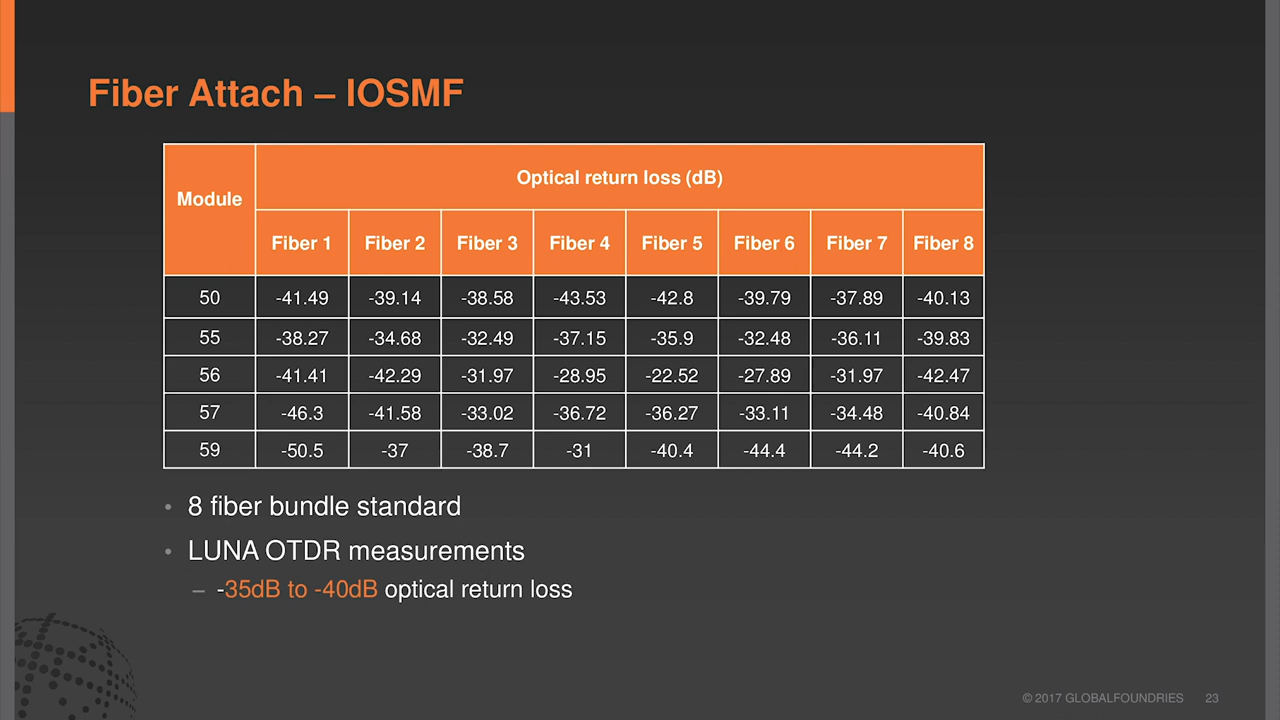 Fiber Attach – IOSMF
Module
Optical return loss (dB)
Fiber 1 Fiber 2 Fiber 3 Fiber 4 Fiber 5 Fiber 6 Fiber 7 Fiber 8
50 -41.49 -39.14 -38.58 -43.53 -42.8 -39.79 -37.89 -40.13
55 -38.27 -34.68 -32.49 -37.15 -35.9 -32.48 -36.11 -39.83
56 -41.41 -42.29 -31.97 -28.95 -22.52 -27.89 -31.97 -42.47
57 -46.3 -41.58 -33.02 -36.72 -36.27 -33.11 -34.48 -40.84
59 -50.5 -37 -38.7 -31 -40.4 -44.4 -44.2 -40.6
• 8 fiber bundle standard
• LUNA OTDR measurements
– -35dB to -40dB optical return loss
© 2017 GLOBALFOUNDRIES 23